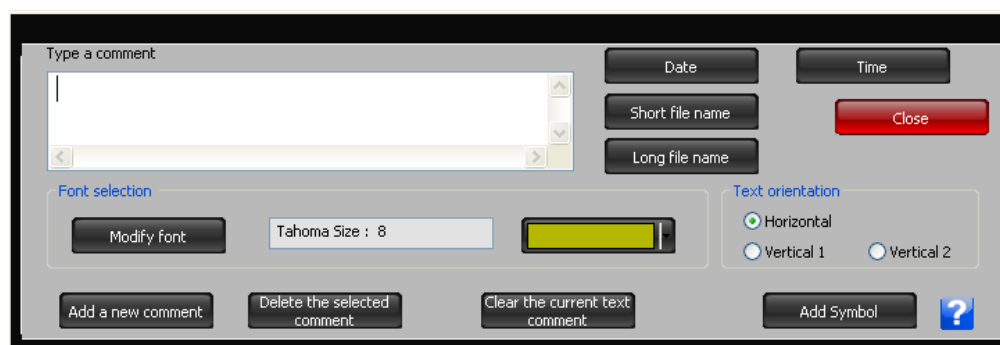 Type a comment
Date
Time
Short file name
Close
Long file name
Font selection
Text orientation
Modify font
Tahoma Size : 8
Horizontal
Vertical 1
Vertical 2
Add a new comment
Delete the selected
comment
Clear the current text
comment
Add Symbol
?